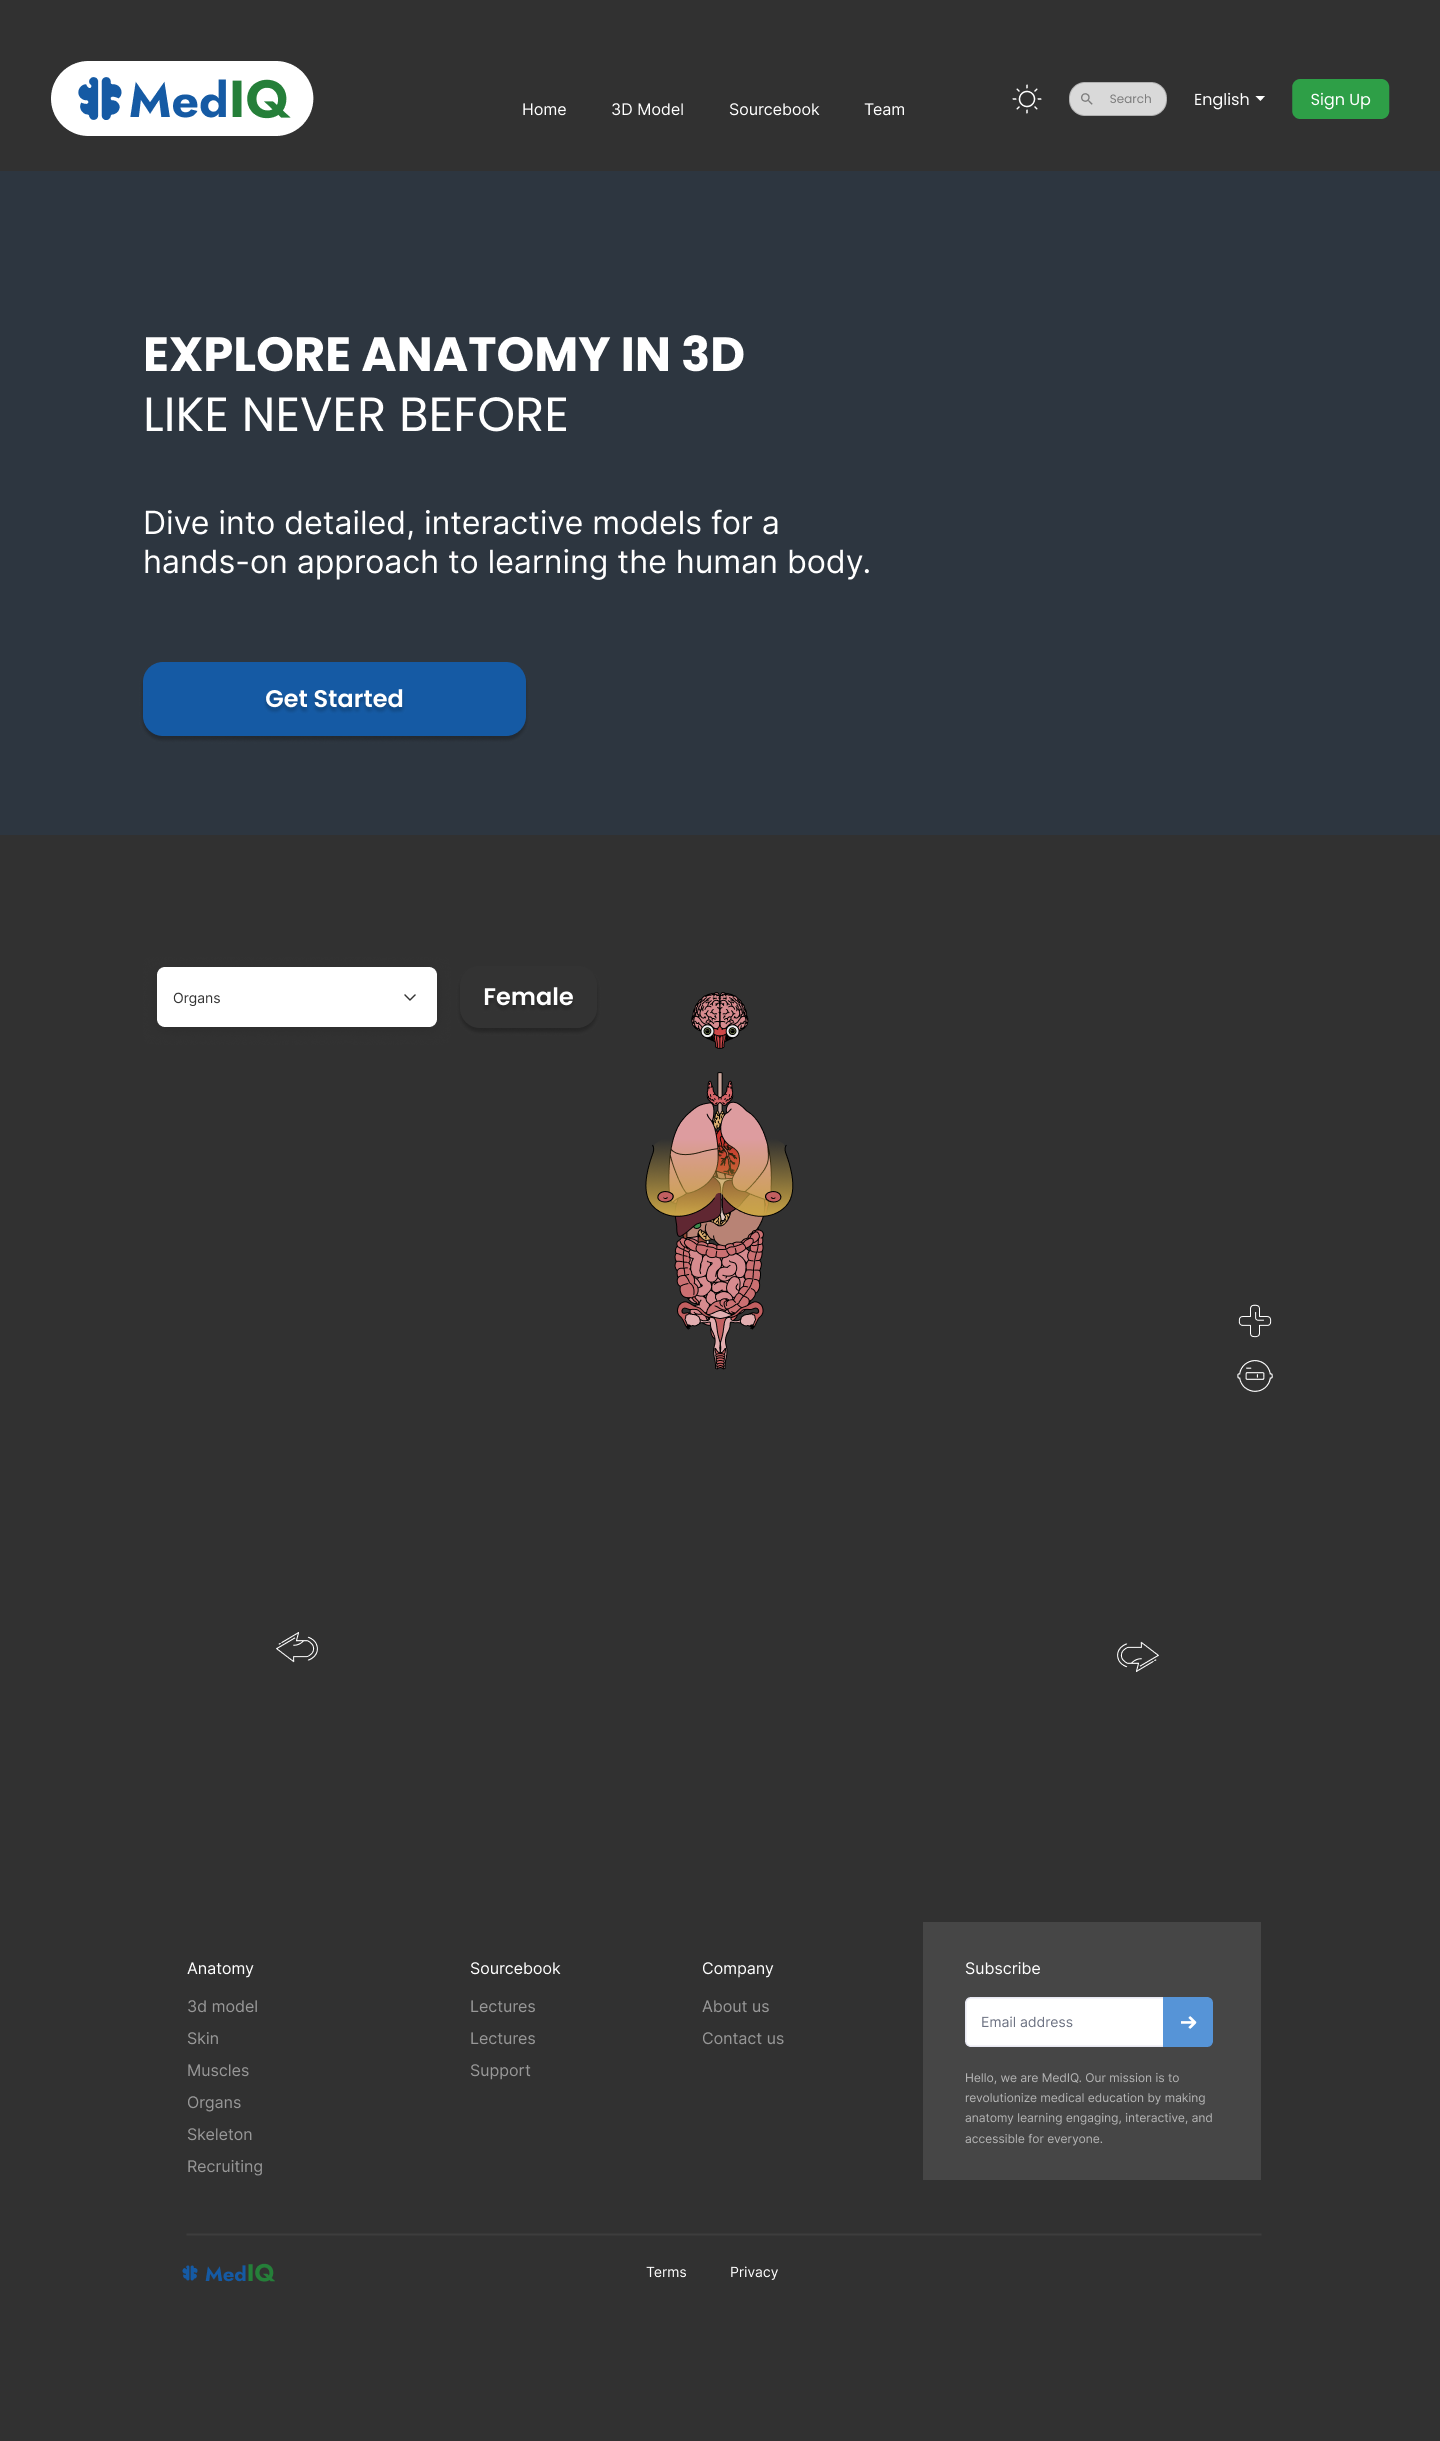 MedIQ
Home
3D Model
Sourcebook
Team
Search
English
Sign Up
EXPLORE ANATOMY IN 3D
LIKE NEVER BEFORE
Dive into detailed, interactive models for a
hands-on approach to learning the human body.
Get Started
Organs
Female
Anatomy
3d model
Skin
Muscles
Organs
Skeleton
Recruiting
Sourcebook
Lectures
Lectures
Support
Company
About us
Contact us
Subscribe
Email address
Hello, we are MedIQ. Our mission is to
revolutionize medical education by making
anatomy learning engaging, interactive, and
accessible for everyone.
MedIQ
Terms
Privacy